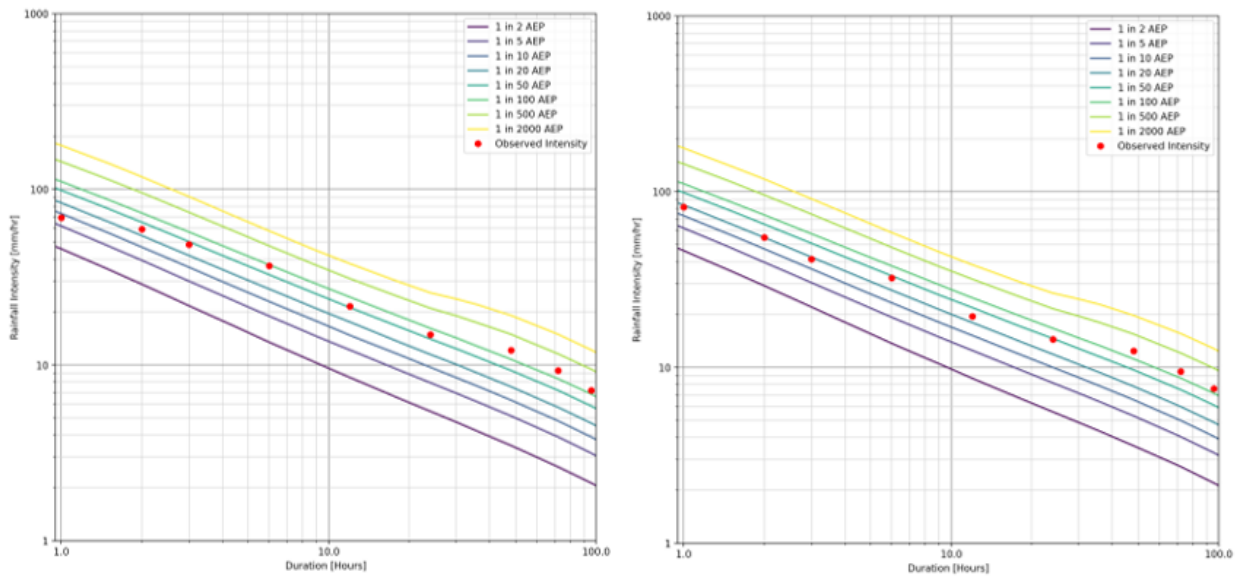 1000
100
10
1
Rainfall Intensity [mm/hr]
1.0
10.0
100.0
Duration [Hours]
1 in 2 AEP
1 in 5 AEP
1 in 10 AEP
1 in 20 AEP
1 in 50 AEP
1 in 100 AEP
1 in 500 AEP
1 in 2000 AEP
Observed Intensity
1000
100
10
1
Rainfall Intensity [mm/hr]
1.0
10.0
100.0
Duration [Hours]
1 in 2 AEP
1 in 5 AEP
1 in 10 AEP
1 in 20 AEP
1 in 50 AEP
1 in 100 AEP
1 in 500 AEP
1 in 2000 AEP
Observed Intensity